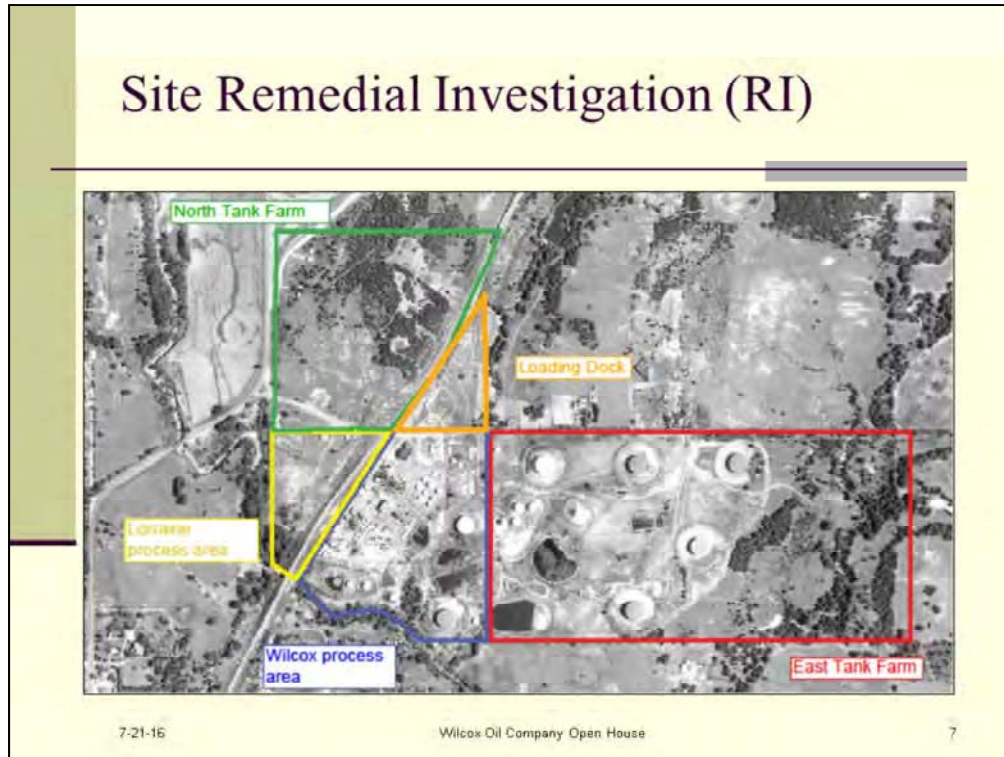 Site Remedial Investigation (RI)
North Tank Farm
Loading Dock
Lorraine
process area
Wilcox process
area
East Tank Farm
7-21-16
Wilcox Oil Company Open House
7